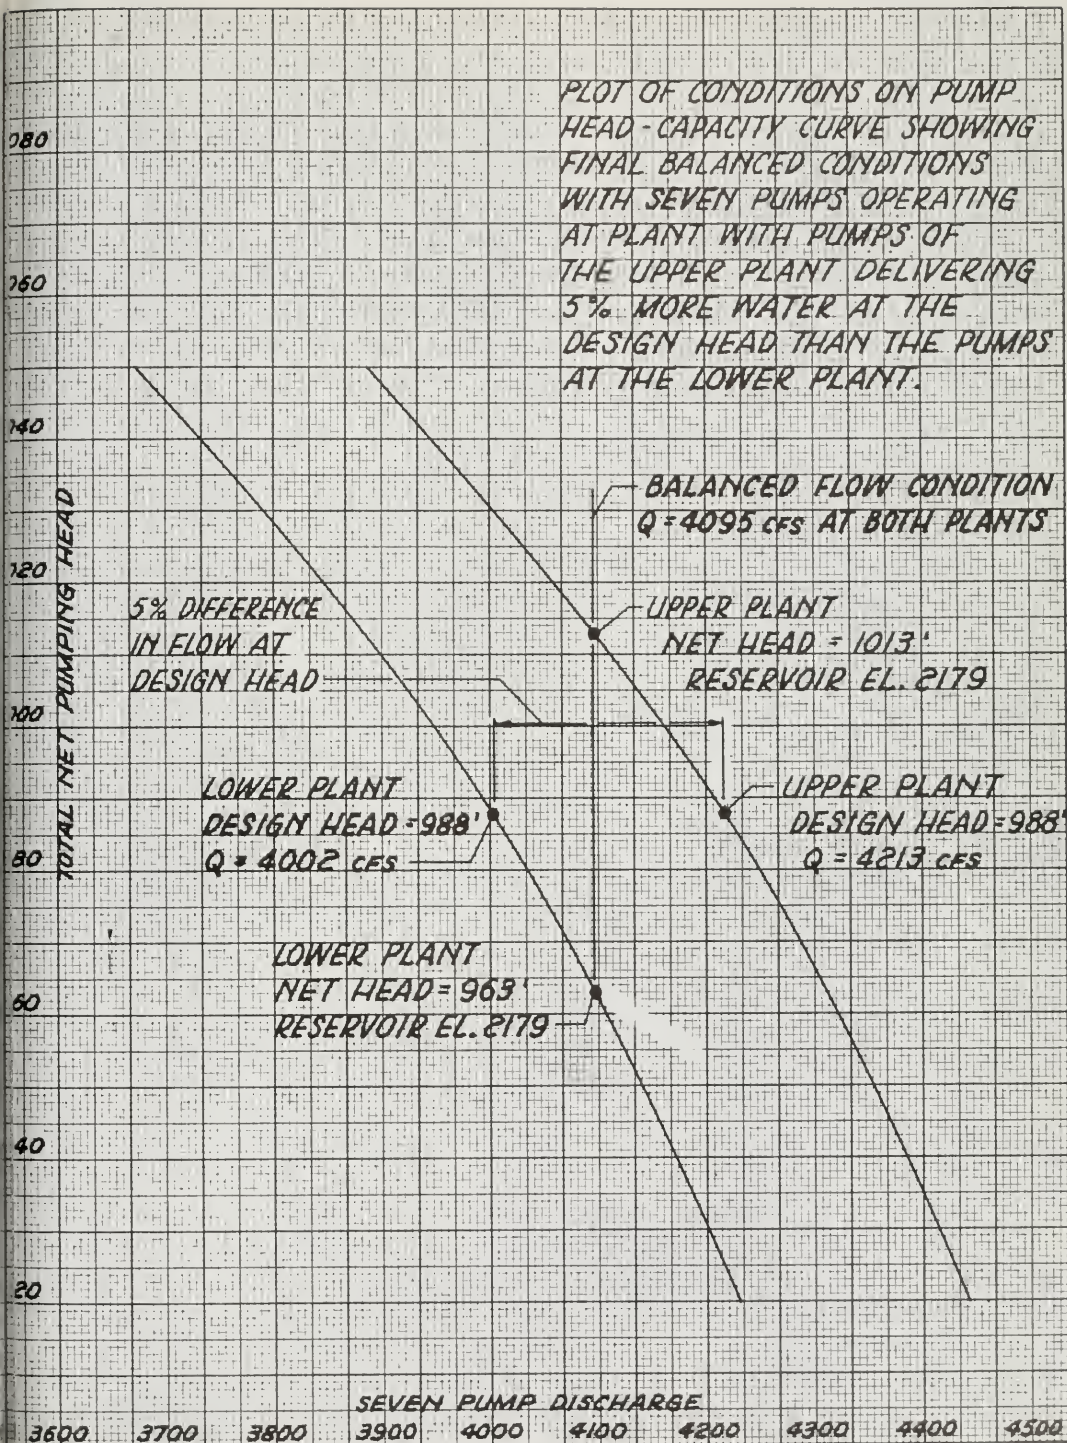 PLOT OF CONDITIONS ON PUMP
HEAD-CAPACITY CURVE SHOWING
FINAL BALANCED CONDITIONS
WITH SEVEN PUMPS OPERATING
AT PLANT WITH PUMPS OF
THE UPPER PLANT DELIVERING
5% MORE WATER AT THE
DESIGN HEAD THAN THE PUMPS
AT THE LOWER PLANT.
080
060
040
020
000
80
60
40
20
TOTAL NET PUMPING HEAD
BALANCED FLOW CONDITION
Q = 4095 CFS AT BOTH PLANTS
5% DIFFERENCE
IN FLOW AT
DESIGN HEAD
UPPER PLANT
NET HEAD = 1013'
RESERVOIR EL. 2179
LOWER PLANT
DESIGN HEAD = 988'
Q = 4002 CFS
UPPER PLANT
DESIGN HEAD = 988'
Q = 4213 CFS
LOWER PLANT
NET HEAD = 963'
RESERVOIR EL. 2179
SEVEN PUMP DISCHARGE
3600 3700 3800 3900 4000 4100 4200 4300 4400 4500